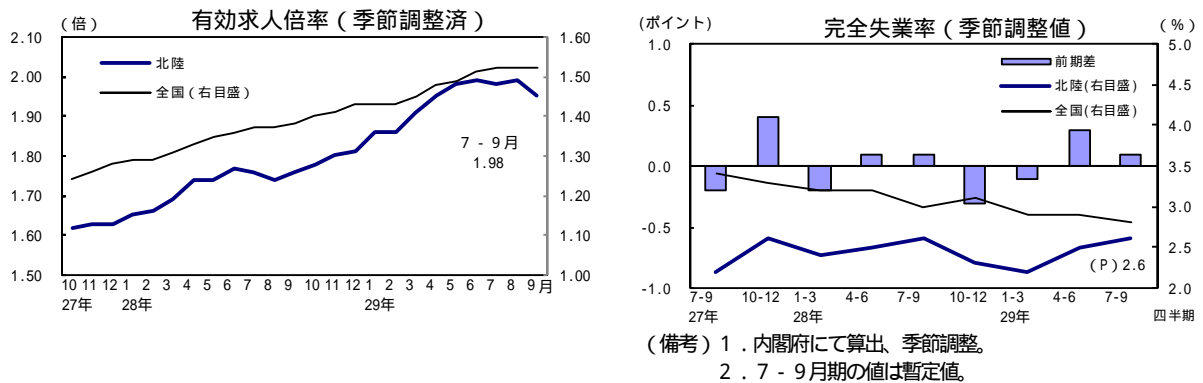 有効求人倍率（季節調整済）
（倍）
2.10
2.00
1.90
1.80
1.70
1.60
1.50
1.60
1.50
1.40
1.30
1.20
1.10
1.00
北陸
全国（右目盛）
7 - 9月
1.98
10 11 12 1 2 3 4 5 6 7 8 9 10 11 12 1 2 3 4 5 6 7 8 9 月
27年 28年 29年
完全失業率（季節調整値）
（ポイント）
（％）
1.0
0.5
0.0
-0.5
-1.0
5.0
4.5
4.0
3.5
3.0
2.5
2.0
前期差
北陸(右目盛)
全国(右目盛)
（P）2.6
7-9 10-12 1-3 4-6 7-9 10-12 1-3 4-6 7-9
27年 28年 29年 四半期
（備考）１．内閣府にて算出、季節調整。
２．７－９月期の値は暫定値。